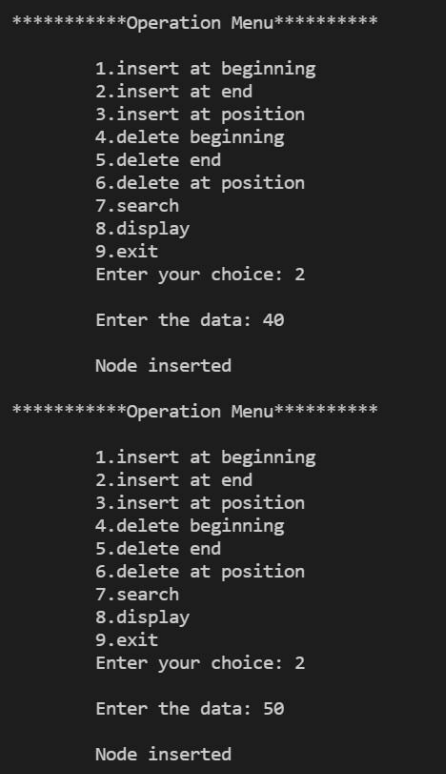 ***********Operation Menu**********
1.insert at beginning
2.insert at end
3.insert at position
4.delete beginning
5.delete end
6.delete at position
7.search
8.display
9.exit
Enter your choice: 2
Enter the data: 40
Node inserted
***********Operation Menu**********
1.insert at beginning
2.insert at end
3.insert at position
4.delete beginning
5.delete end
6.delete at position
7.search
8.display
9.exit
Enter your choice: 2
Enter the data: 50
Node inserted